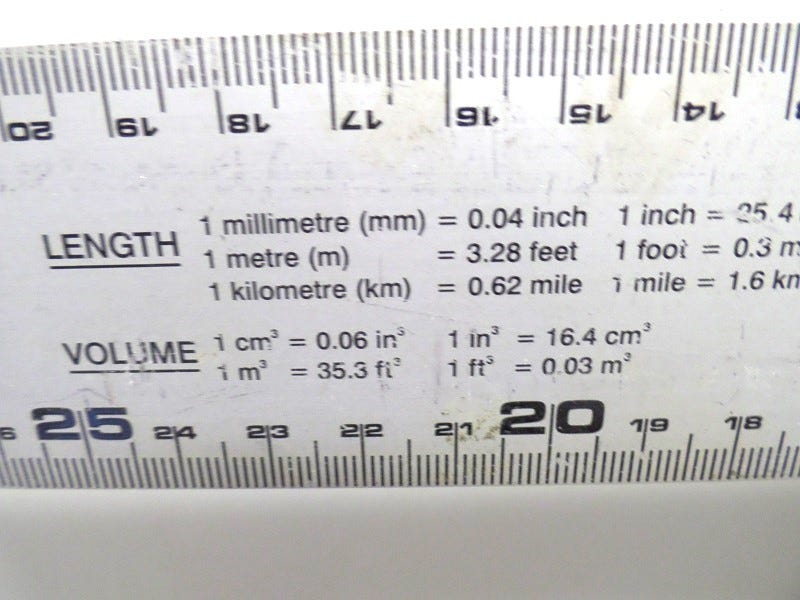 20 19 18 17 16 15 14
LENGTH
1 millimetre (mm) = 0.04 inch 1 inch = 25.4
1 metre (m) = 3.28 feet 1 foot = 0.3 m
1 kilometre (km) = 0.62 mile 1 mile = 1.6 km
VOLUME
1 cm³ = 0.06 in³ 1 in³ = 16.4 cm³
1 m³ = 35.3 ft³ 1 ft³ = 0.03 m³
6 25 24 23 22 21 20 19 18